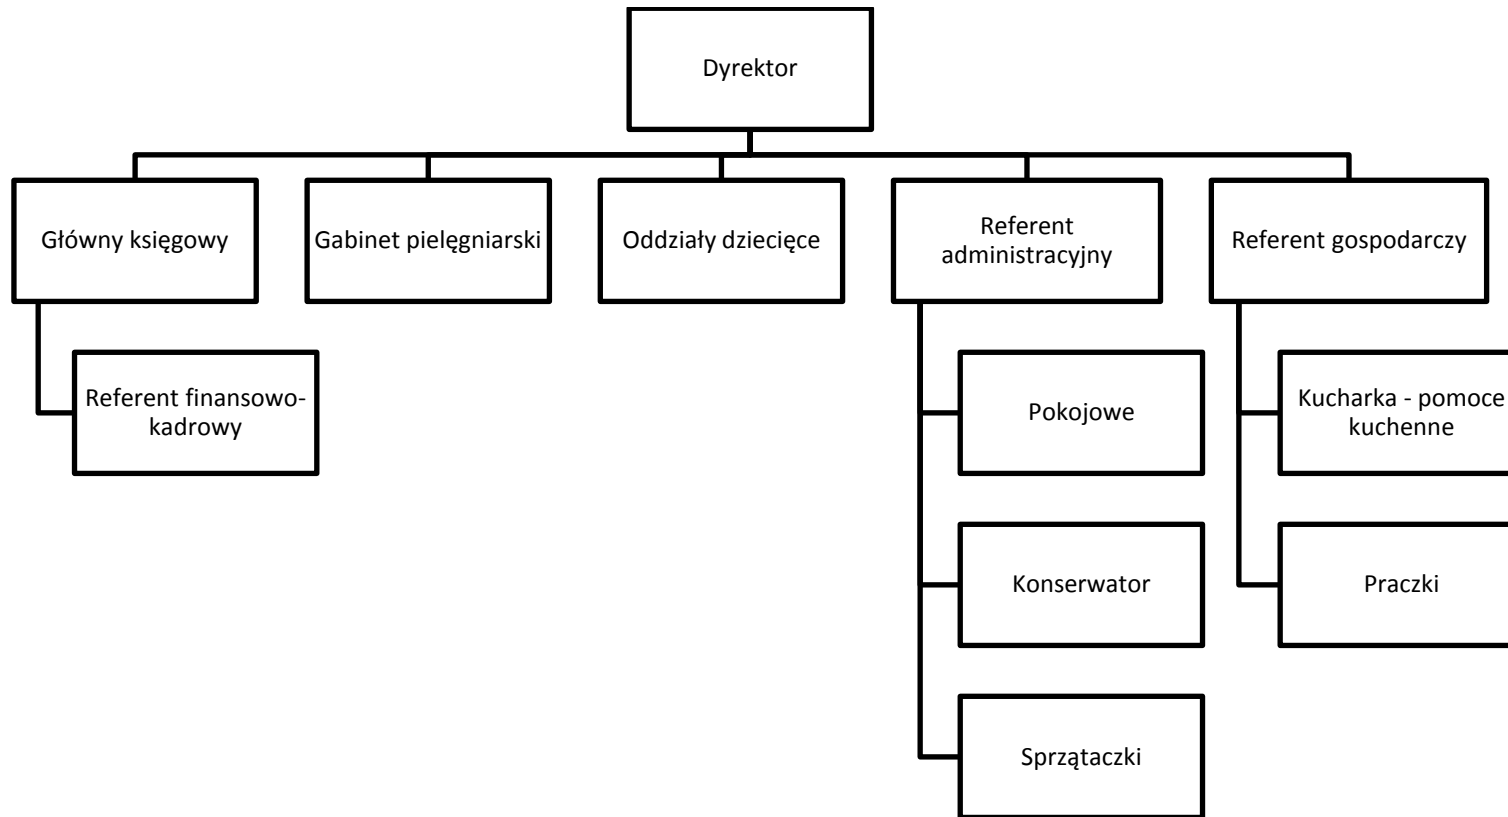 Dyrektor
Główny księgowy
Gabinet pielęgniarski
Oddziały dziecięce
Referent
administracyjny
Referent gospodarczy
Referent finansowo-
kadrowy
Pokojowe
Kucharka - pomoce
kuchenne
Konserwator
Praczki
Sprzątaczki